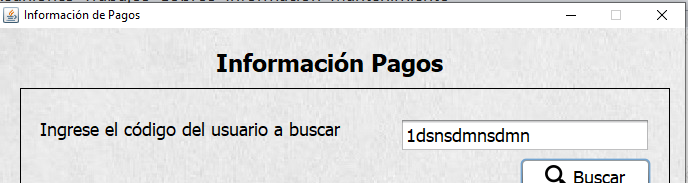 Información de Pagos
Información Pagos
Ingrese el código del usuario a buscar
1dsnsdmnsdmn
Buscar